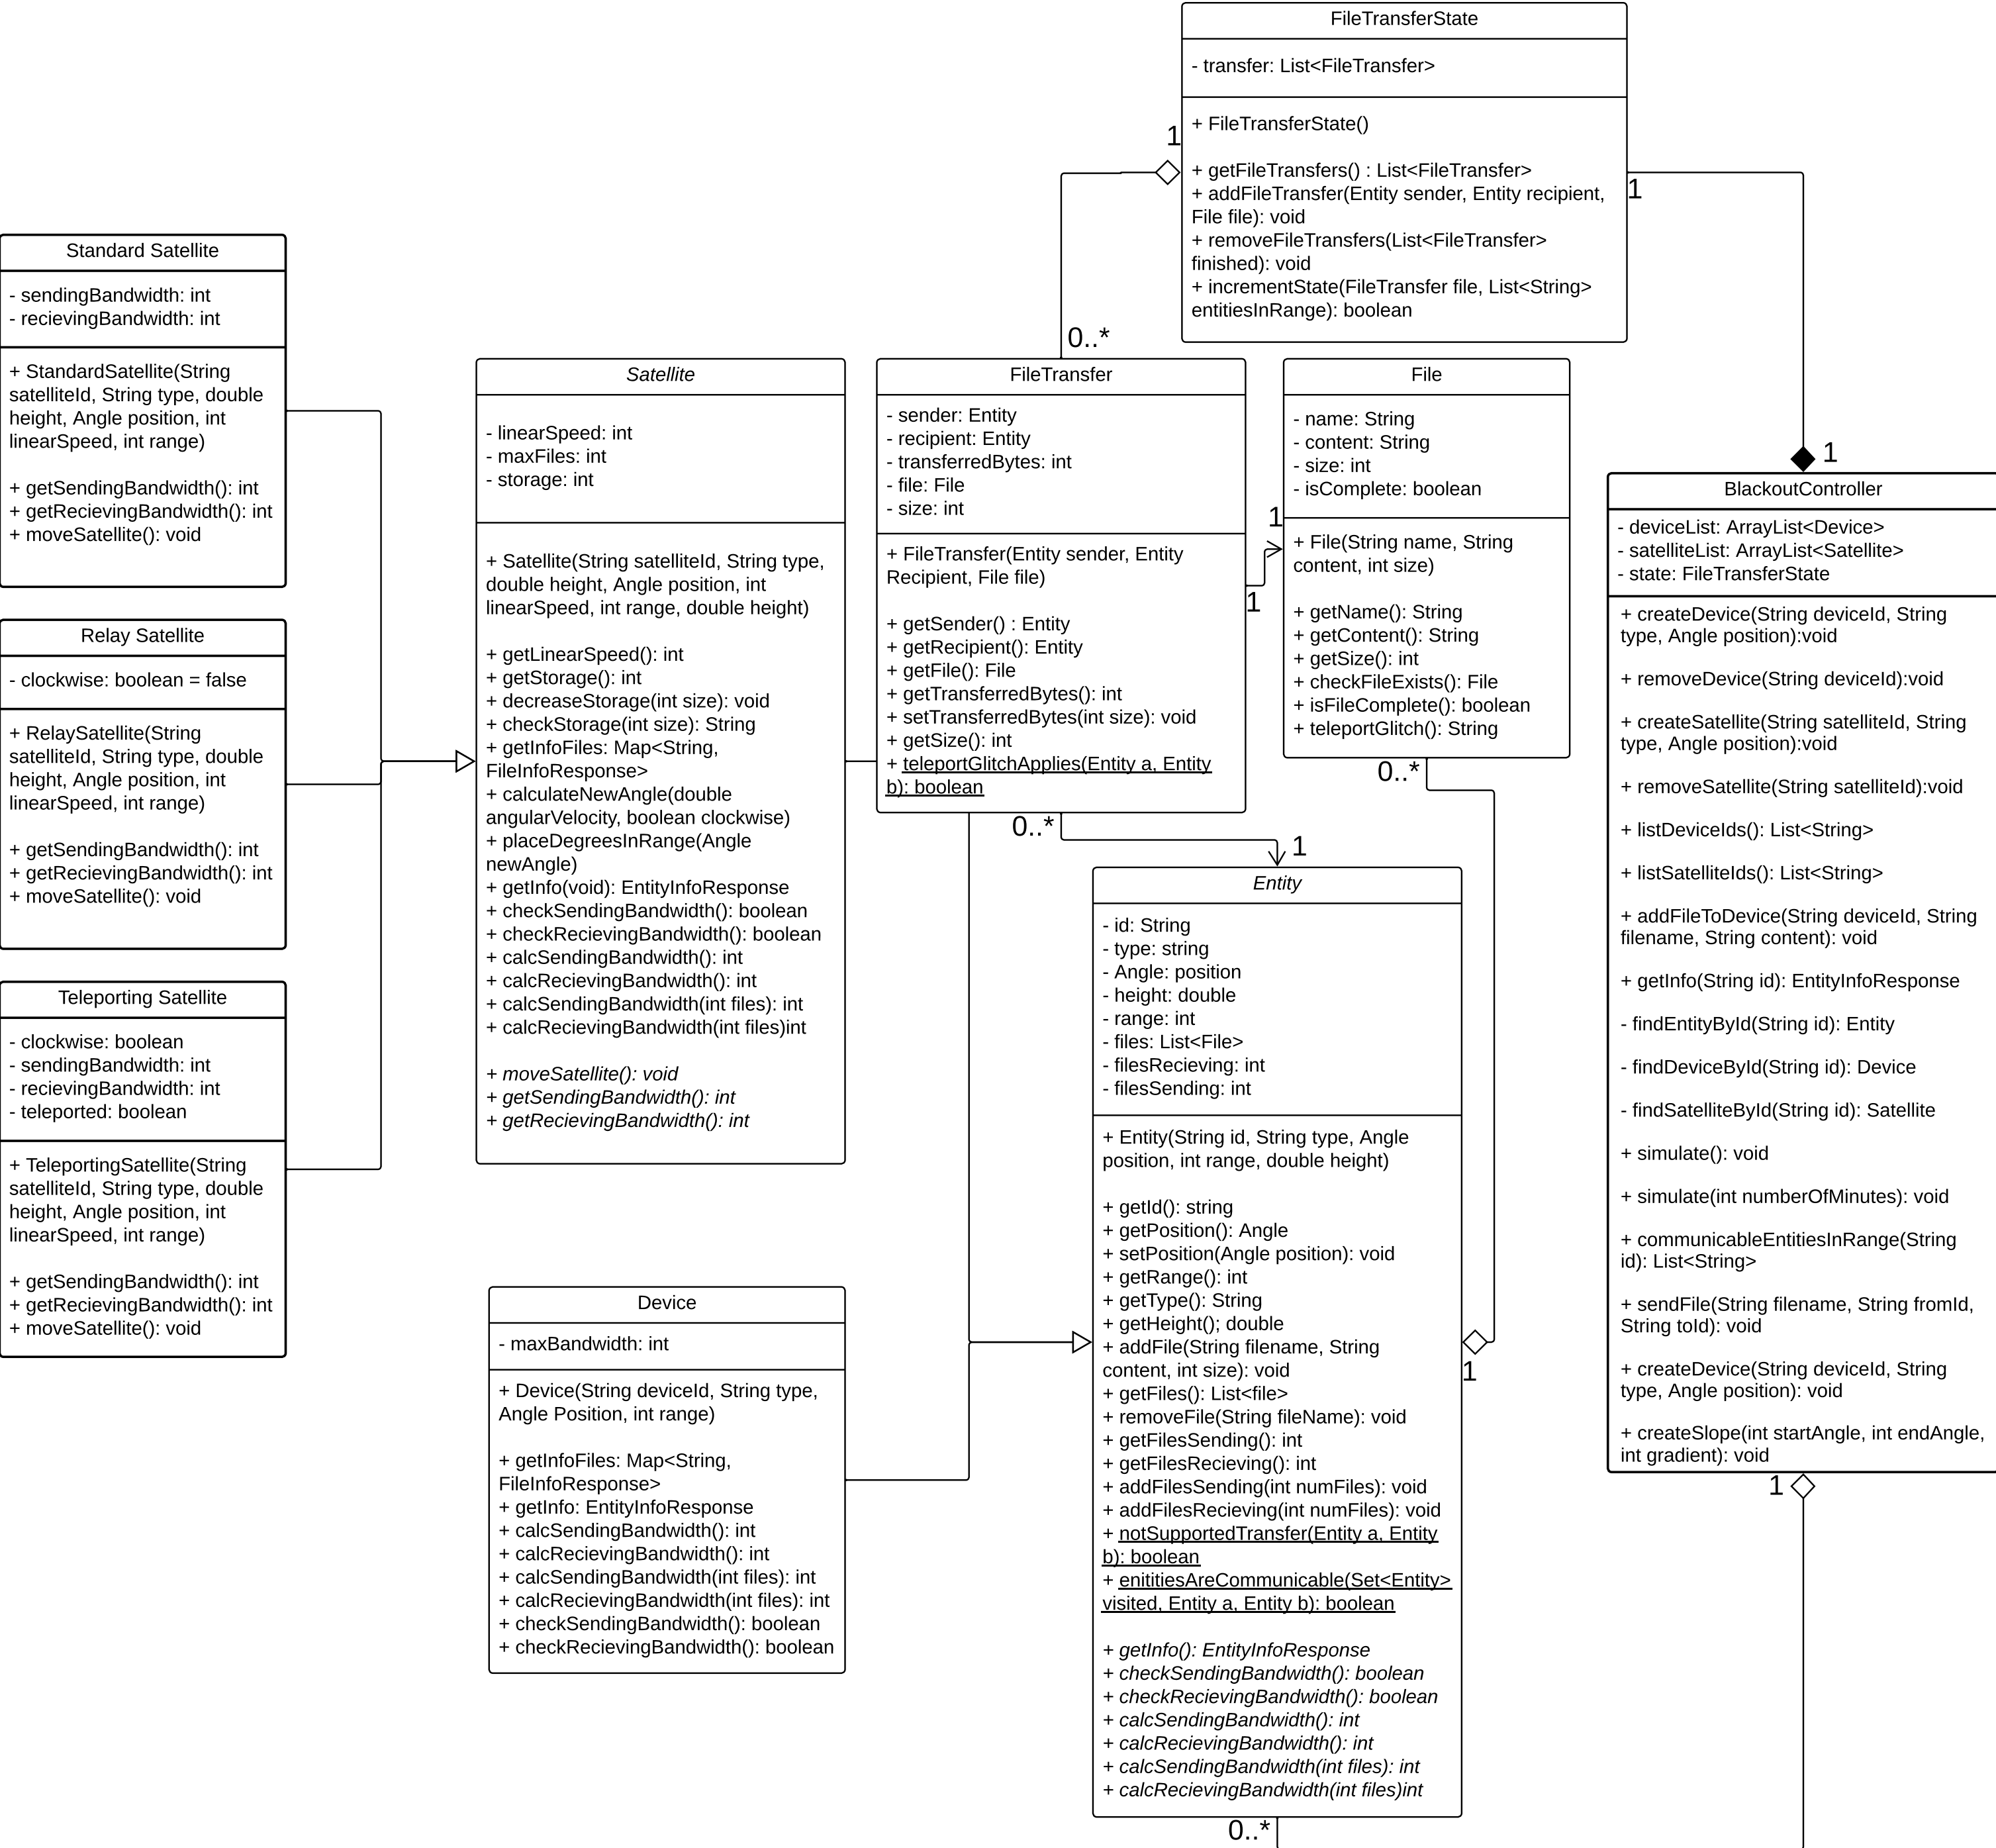 FileTransferState
- transfer: List<FileTransfer>
+ FileTransferState()
+ getFileTransfers() : List<FileTransfer>
+ addFileTransfer(Entity sender, Entity recipient,
File file): void
+ removeFileTransfers(List<FileTransfer>
finished): void
+ incrementState(FileTransfer file, List<String>
entitiesInRange): boolean
1
1
0..*
Standard Satellite
- sendingBandwidth: int
- recievingBandwidth: int
+ StandardSatellite(String
satelliteId, String type, double
height, Angle position, int
linearSpeed, int range)
+ getSendingBandwidth(): int
+ getRecievingBandwidth(): int
+ moveSatellite(): void
Relay Satellite
- clockwise: boolean = false
+ RelaySatellite(String
satelliteId, String type, double
height, Angle position, int
linearSpeed, int range)
+ getSendingBandwidth(): int
+ getRecievingBandwidth(): int
+ moveSatellite(): void
Teleporting Satellite
- clockwise: boolean
- sendingBandwidth: int
- recievingBandwidth: int
- teleported: boolean
+ TeleportingSatellite(String
satelliteId, String type, double
height, Angle position, int
linearSpeed, int range)
+ getSendingBandwidth(): int
+ getRecievingBandwidth(): int
+ moveSatellite(): void
Satellite
- linearSpeed: int
- maxFiles: int
- storage: int
+ Satellite(String satelliteId, String type,
double height, Angle position, int
linearSpeed, int range, double height)
+ getLinearSpeed(): int
+ getStorage(): int
+ decreaseStorage(int size): void
+ checkStorage(int size): String
+ getInfoFiles: Map<String,
FileInfoResponse>
+ calculateNewAngle(double
angularVelocity, boolean clockwise)
+ placeDegreesInRange(Angle
newAngle)
+ getInfo(void): EntityInfoResponse
+ checkSendingBandwidth(): boolean
+ checkRecievingBandwidth(): boolean
+ calcSendingBandwidth(): int
+ calcRecievingBandwidth(): int
+ calcSendingBandwidth(int files): int
+ calcRecievingBandwidth(int files)int
+ moveSatellite(): void
+ getSendingBandwidth(): int
+ getRecievingBandwidth(): int
Device
- maxBandwidth: int
+ Device(String deviceId, String type,
Angle Position, int range)
+ getInfoFiles: Map<String,
FileInfoResponse>
+ getInfo: EntityInfoResponse
+ calcSendingBandwidth(): int
+ calcRecievingBandwidth(): int
+ calcSendingBandwidth(int files): int
+ calcRecievingBandwidth(int files): int
+ checkSendingBandwidth(): boolean
+ checkRecievingBandwidth(): boolean
FileTransfer
- sender: Entity
- recipient: Entity
- transferredBytes: int
- file: File
- size: int
+ FileTransfer(Entity sender, Entity
Recipient, File file)
+ getSender() : Entity
+ getRecipient(): Entity
+ getFile(): File
+ getTransferredBytes(): int
+ setTransferredBytes(int size): void
+ getSize(): int
+ teleportGlitchApplies(Entity a, Entity
b): boolean
1
1
0..*
1
File
- name: String
- content: String
- size: int
- isComplete: boolean
+ File(String name, String
content, int size)
+ getName(): String
+ getContent(): String
+ getSize(): int
+ checkFileExists(): File
+ isFileComplete(): boolean
+ teleportGlitch(): String
0..*
Entity
- id: String
- type: string
- Angle: position
- height: double
- range: int
- files: List<File>
- filesRecieving: int
- filesSending: int
+ Entity(String id, String type, Angle
position, int range, double height)
+ getId(): string
+ getPosition(): Angle
+ setPosition(Angle position): void
+ getRange(): int
+ getType(): String
+ getHeight(); double
+ addFile(String filename, String
content, int size): void
+ getFiles(): List<file>
+ removeFile(String fileName): void
+ getFilesSending(): int
+ getFilesRecieving(): int
+ addFilesSending(int numFiles): void
+ addFilesRecieving(int numFiles): void
+ notSupportedTransfer(Entity a, Entity
b): boolean
+ enititiesAreCommunicable(Set<Entity>
visited, Entity a, Entity b): boolean
+ getInfo(): EntityInfoResponse
+ checkSendingBandwidth(): boolean
+ checkRecievingBandwidth(): boolean
+ calcSendingBandwidth(): int
+ calcRecievingBandwidth(): int
+ calcSendingBandwidth(int files): int
+ calcRecievingBandwidth(int files)int
1
0..*
1
BlackoutController
- deviceList: ArrayList<Device>
- satelliteList: ArrayList<Satellite>
- state: FileTransferState
+ createDevice(String deviceId, String
type, Angle position):void
+ removeDevice(String deviceId):void
+ createSatellite(String satelliteId, String
type, Angle position):void
+ removeSatellite(String satelliteId):void
+ listDeviceIds(): List<String>
+ listSatelliteIds(): List<String>
+ addFileToDevice(String deviceId, String
filename, String content): void
+ getInfo(String id): EntityInfoResponse
- findEntityById(String id): Entity
- findDeviceById(String id): Device
- findSatelliteById(String id): Satellite
+ simulate(): void
+ simulate(int numberOfMinutes): void
+ communicableEntitiesInRange(String
id): List<String>
+ sendFile(String filename, String fromId,
String toId): void
+ createDevice(String deviceId, String
type, Angle position): void
+ createSlope(int startAngle, int endAngle,
int gradient): void
1